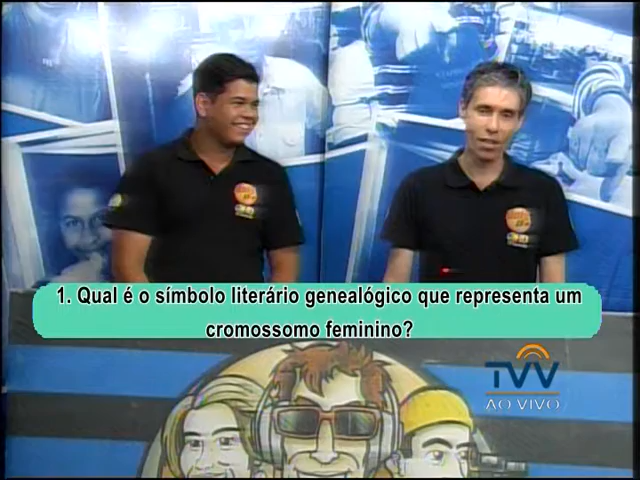 1. Qual é o símbolo literário genealógico que representa um
cromossomo feminino?
TVV
AO VIVO